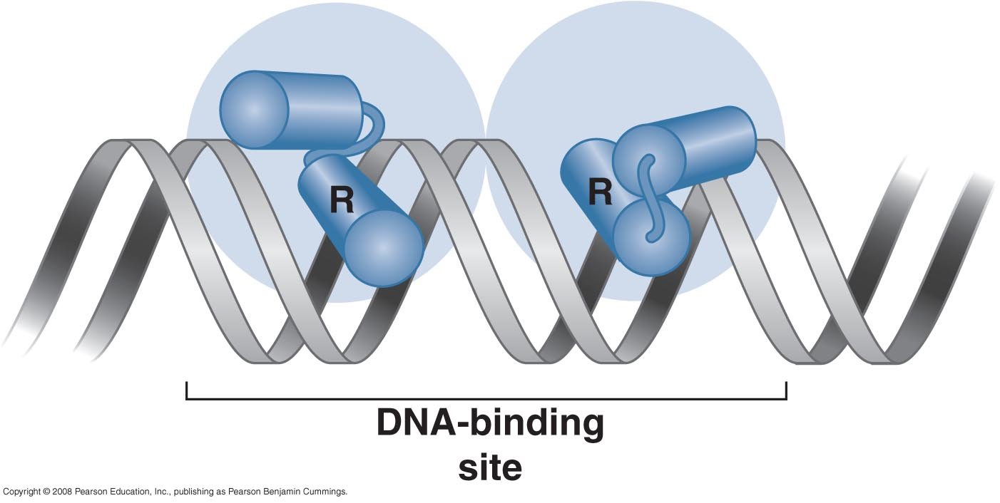 R
R
DNA-binding
site
Copyright © 2008 Pearson Education, Inc., publishing as Pearson Benjamin Cummings.